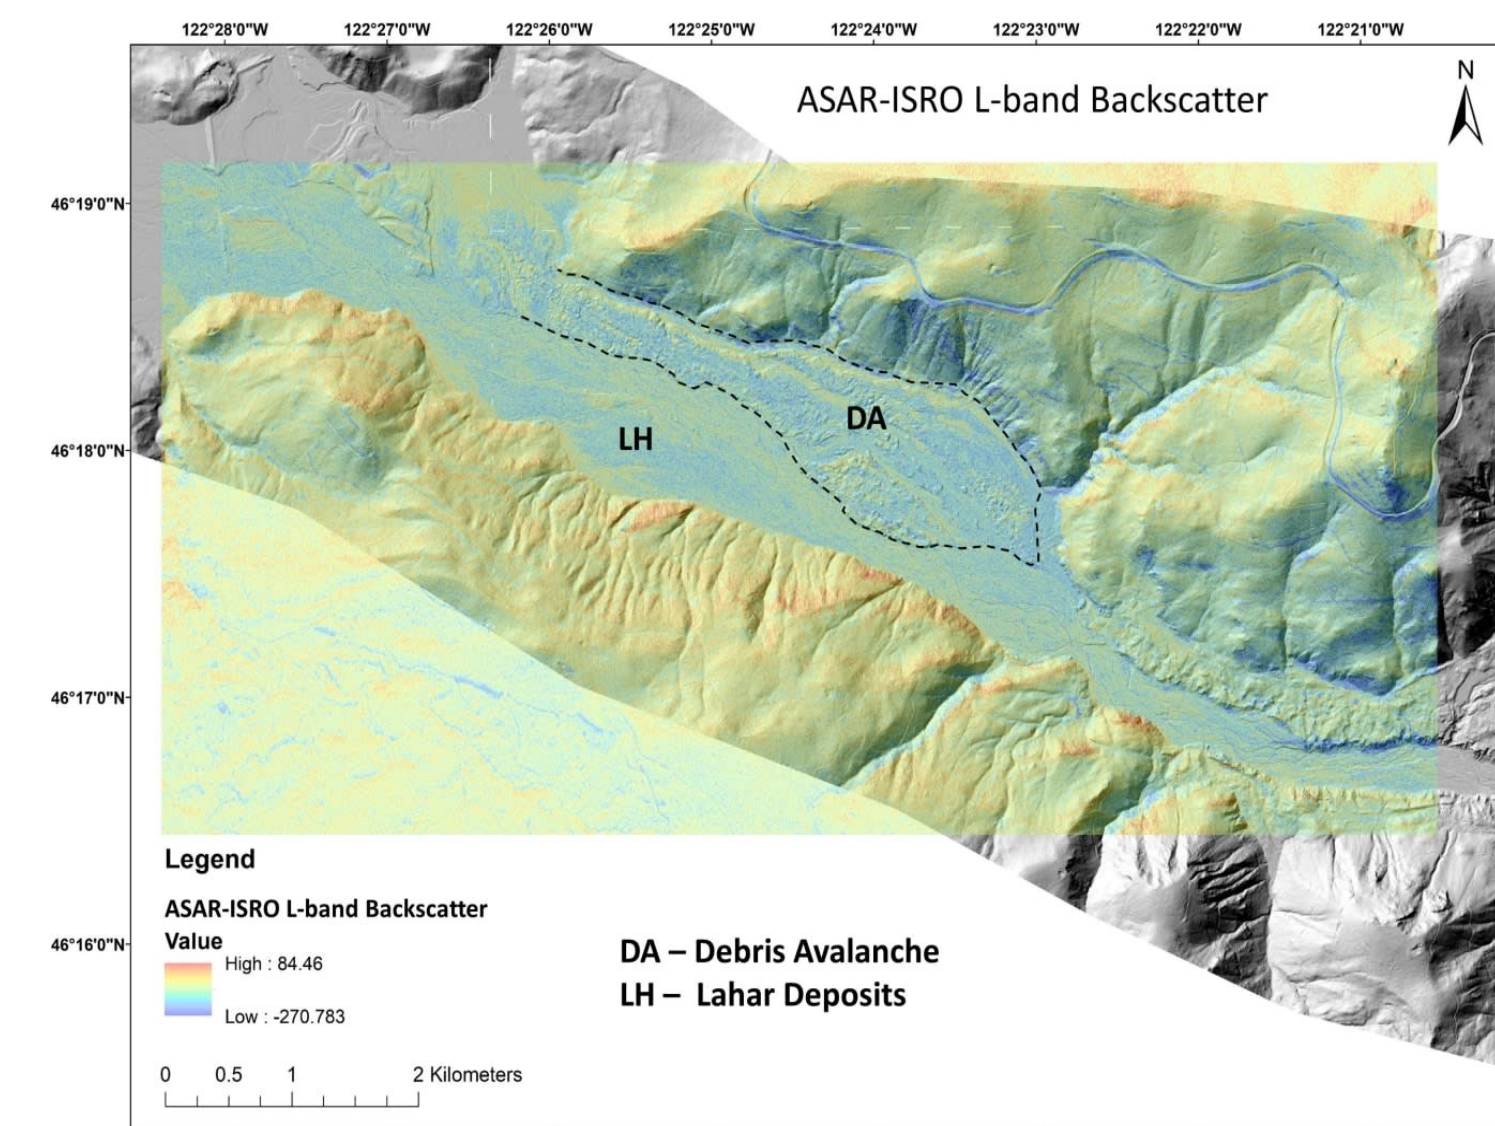 122°28'0"W 122°27'0"W 122°26'0"W 122°25'0"W 122°24'0"W 122°23'0"W 122°22'0"W 122°21'0"W
N
ASAR-ISRO L-band Backscatter
46°19'0"N
46°18'0"N
46°17'0"N
46°16'0"N
DA
LH
Legend
ASAR-ISRO L-band Backscatter
Value
High : 84.46
Low : -270.783
DA – Debris Avalanche
LH – Lahar Deposits
0 0.5 1 2 Kilometers